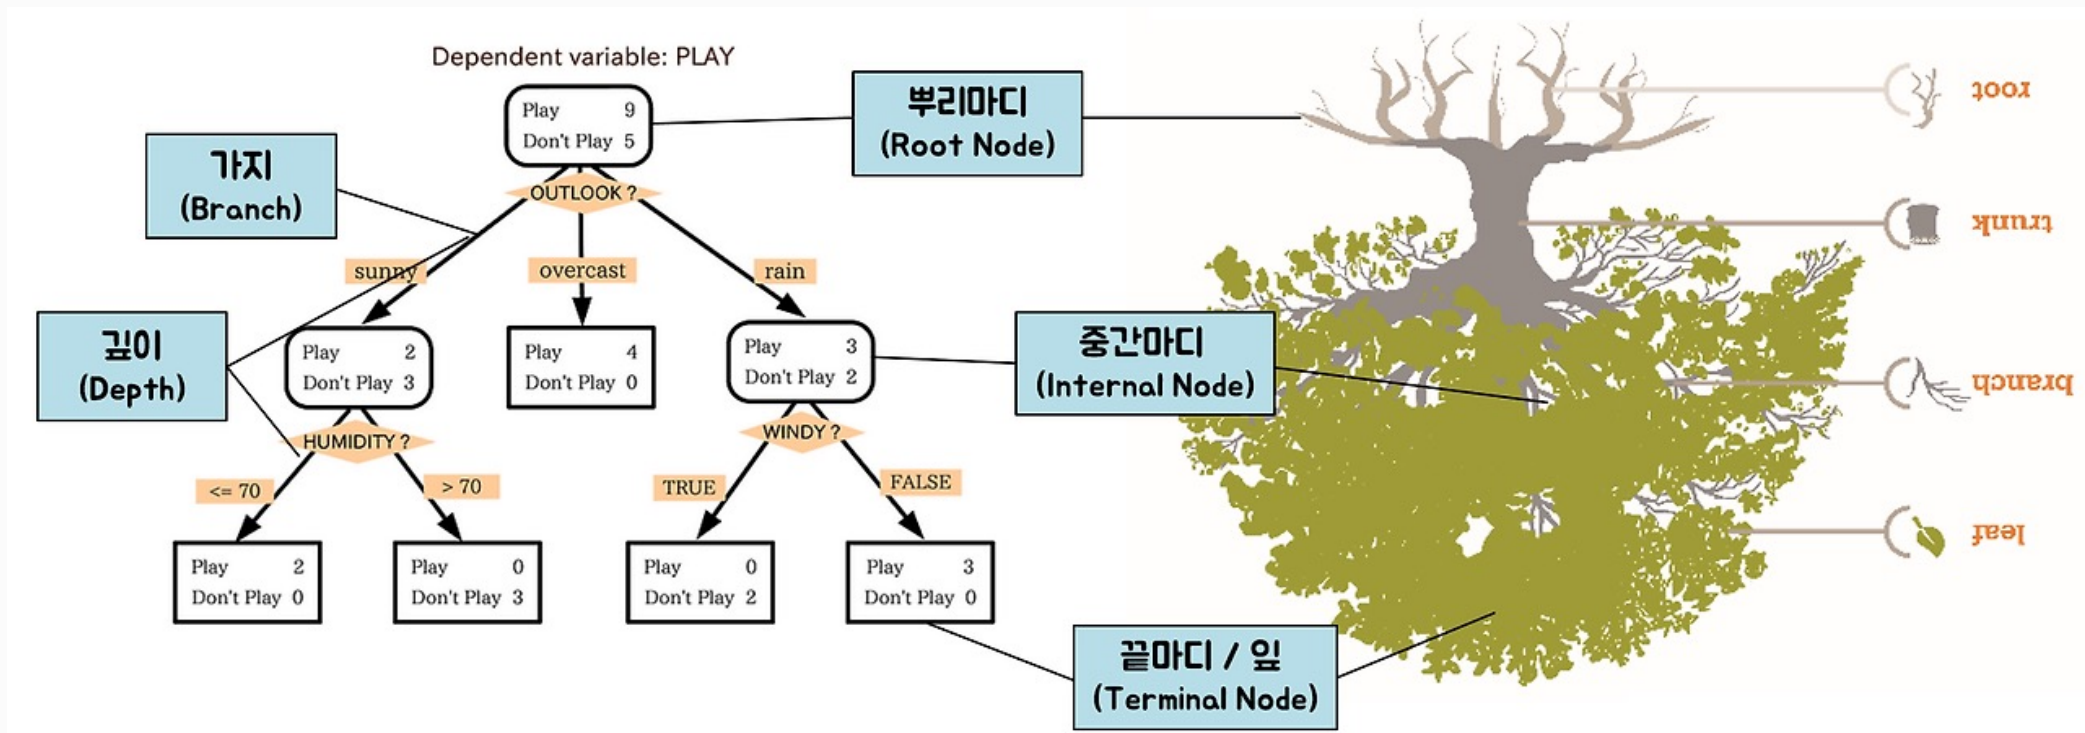 Dependent variable: PLAY
Play 9
Don't Play 5
뿌리마디
(Root Node)
root
가지
(Branch)
OUTLOOK ?
trunk
sunny
overcast
rain
깊이
(Depth)
Play 2
Don't Play 3
Play 4
Don't Play 0
Play 3
Don't Play 2
중간마디
(Internal Node)
branch
HUMIDITY ?
WINDY ?
<= 70
> 70
TRUE
FALSE
leaf
Play 2
Don't Play 0
Play 0
Don't Play 3
Play 0
Don't Play 2
Play 3
Don't Play 0
끝마디 / 잎
(Terminal Node)